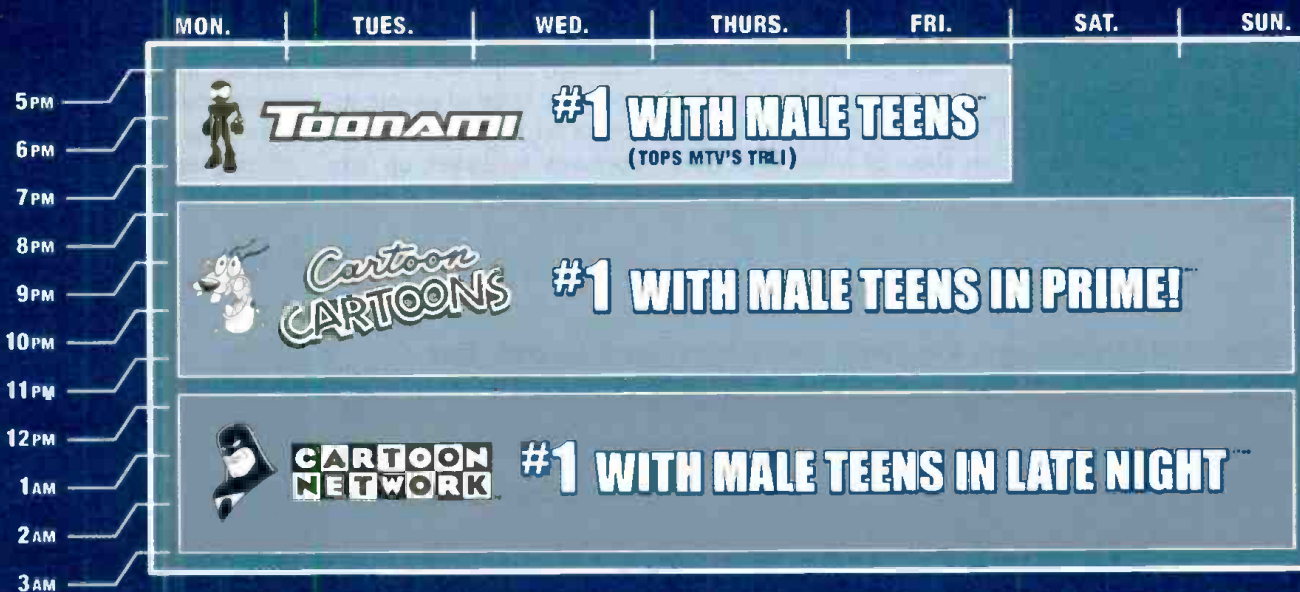 MON. TUES. WED. THURS. FRI. SAT. SUN.
5PM
6PM
7PM
8PM
9PM
10PM
11PM
12PM
1AM
2AM
3AM
TOONAMI
#1 WITH MALE TEENS
(TOPS MTV'S TRL!)
Cartoon
CARTOONS
#1 WITH MALE TEENS IN PRIME!
CARTOON
NETWORK
#1 WITH MALE TEENS IN LATE NIGHT